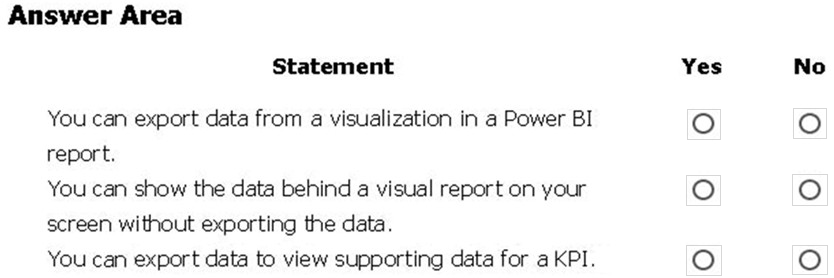 Answer Area
Statement Yes No
You can export data from a visualization in a Power BI
report.
You can show the data behind a visual report on your
screen without exporting the data.
You can export data to view supporting data for a KPI.